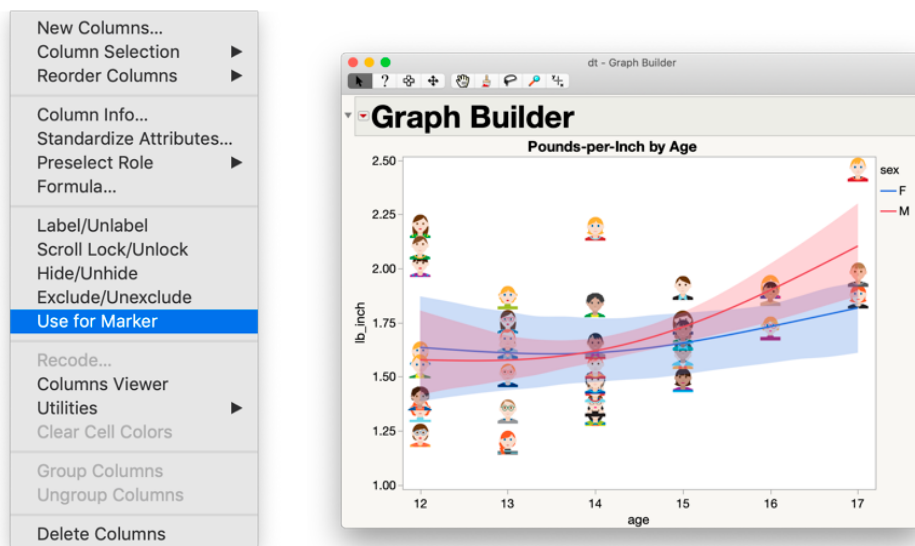 New Columns...
Column Selection
Reorder Columns
Column Info...
Standardize Attributes...
Preselect Role
Formula...
Label/Unlabel
Scroll Lock/Unlock
Hide/Unhide
Exclude/Unexclude
Use for Marker
Recode...
Columns Viewer
Utilities
Clear Cell Colors
Group Columns
Ungroup Columns
Delete Columns
dt - Graph Builder
?
Graph Builder
Pounds-per-Inch by Age
2.50
2.25
2.00
1.75
1.50
1.25
1.00
lb_inch
12 13 14 15 16 17
age
sex
F
M